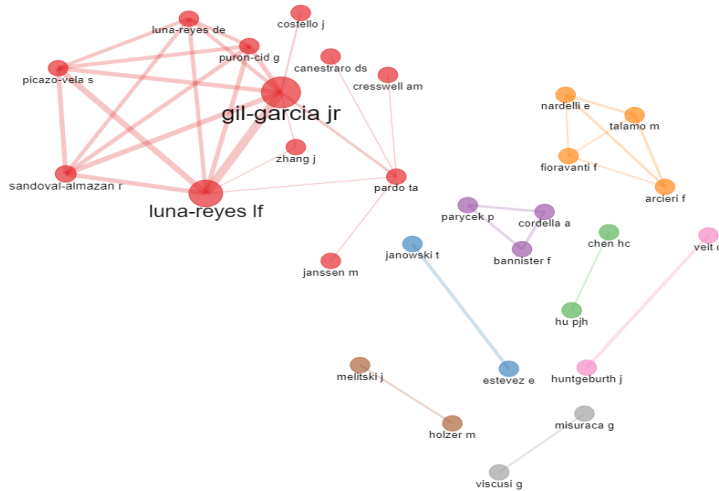 luna-reyes de
costello j
puron-cid g
picazo-vela s
canestraro ds
cresswell am
gil-garcia jr
nardelli e
talamo m
zhang j
fioravanti f
sandoval-almazan r
pardo ta
arcieri f
luna-reyes lf
parycek p
cordella a
chen hc
janowski t
bannister f
veit
janssen m
hu pjh
melitski j
estevez e
huntgeburth j
misuraca g
holzer m
viscusi g